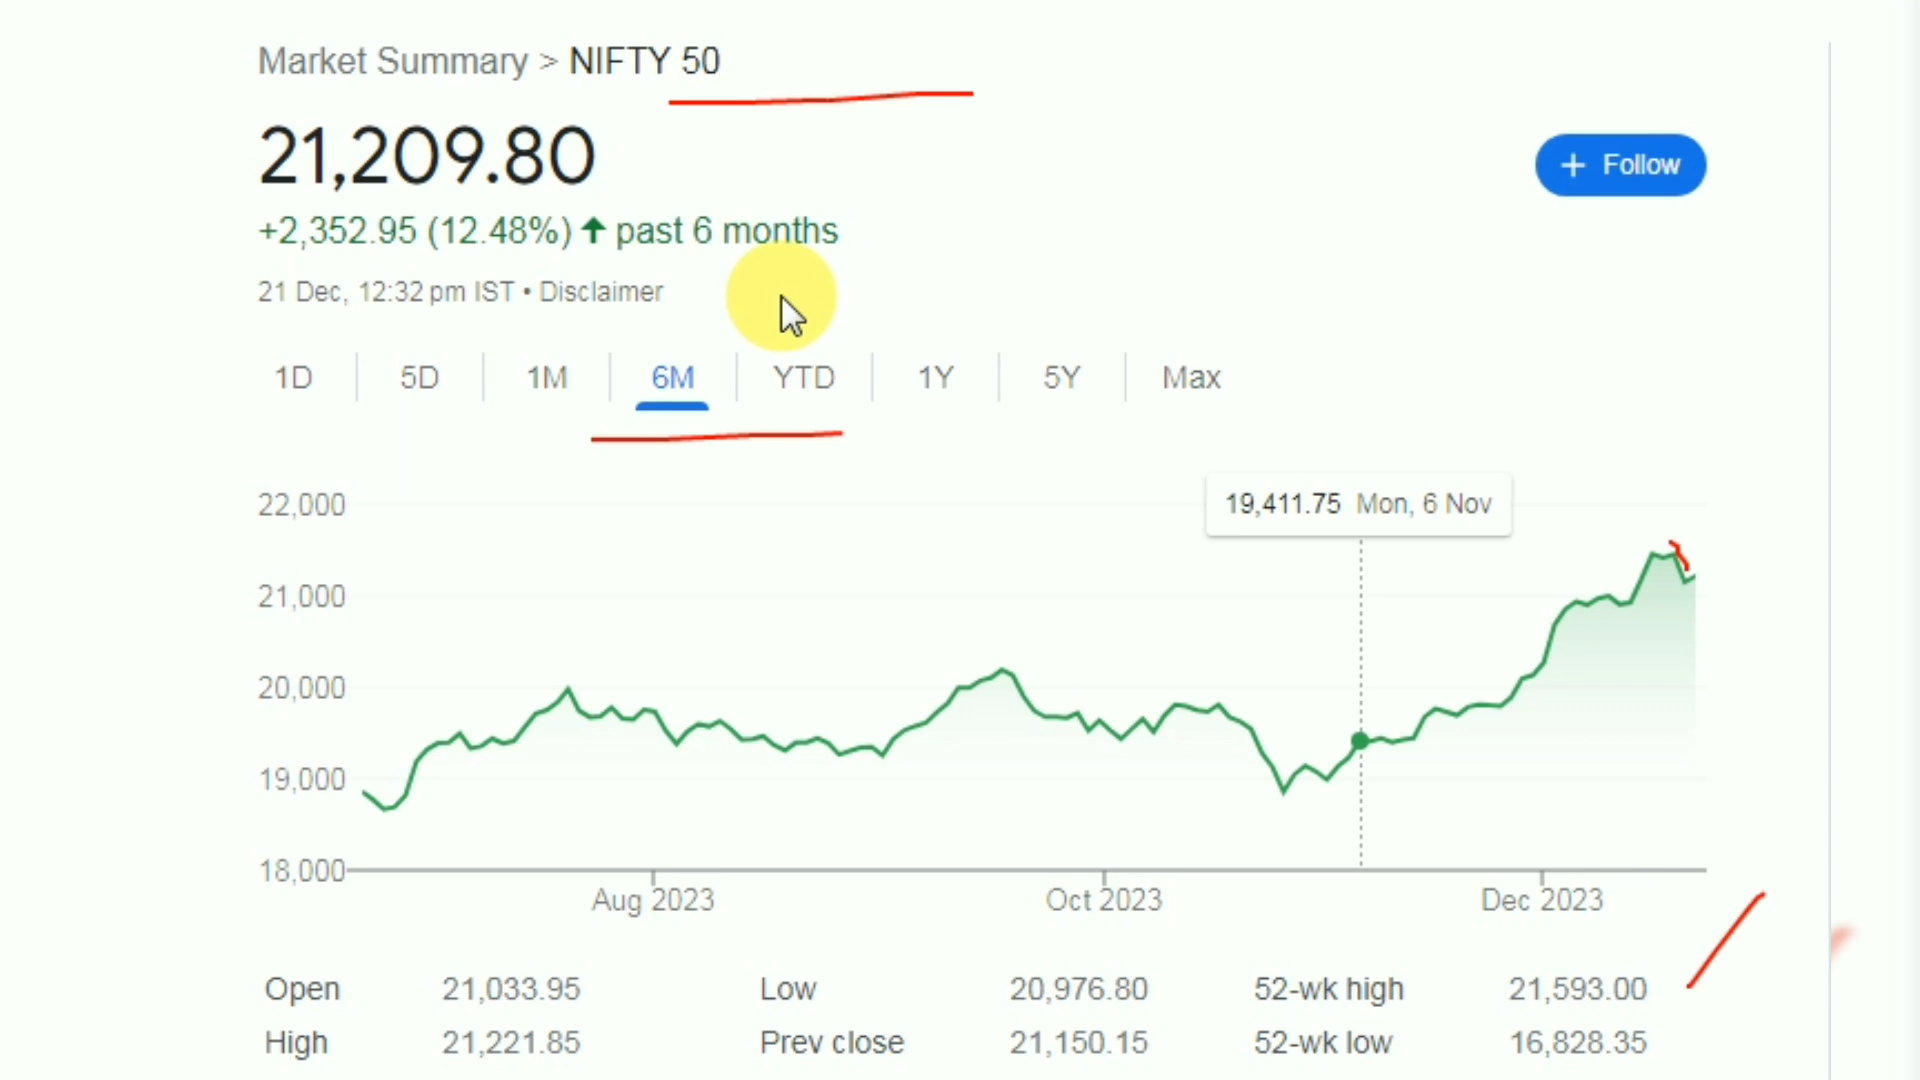 Market Summary > NIFTY 50
21,209.80
+ Follow
+2,352.95 (12.48%) ↑ past 6 months
21 Dec, 12:32 pm IST • Disclaimer
1D 5D 1M 6M YTD 1Y 5Y Max
19,411.75 Mon, 6 Nov
22,000
21,000
20,000
19,000
18,000
Aug 2023 Oct 2023 Dec 2023
Open 21,033.95 Low 20,976.80 52-wk high 21,593.00
High 21,221.85 Prev close 21,150.15 52-wk low 16,828.35